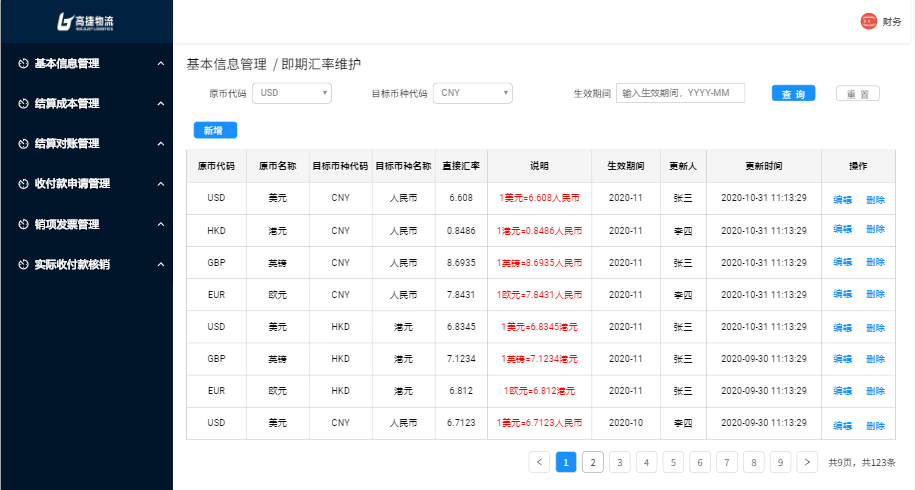 高捷物流
GOLDJET LOGISTICS
财务
基本信息管理
结算成本管理
结算对账管理
收付款申请管理
销项发票管理
实际收付款核销
基本信息管理 / 即期汇率维护
原币代码 USD 目标币种代码 CNY 生效期间 输入生效期间，YYYY-MM 查 询 重 置
新增
原币代码 原币名称 目标币种代码 目标币种名称 直接汇率 说明 生效期间 更新人 更新时间 操作
USD 美元 CNY 人民币 6.608 1美元=6.608人民币 2020-11 张三 2020-10-31 11:13:29 编辑 删除
HKD 港元 CNY 人民币 0.8486 1港元=0.8486人民币 2020-11 李四 2020-10-31 11:13:29 编辑 删除
GBP 英镑 CNY 人民币 8.6935 1英镑=8.6935人民币 2020-11 张三 2020-10-31 11:13:29 编辑 删除
EUR 欧元 CNY 人民币 7.8431 1欧元=7.8431人民币 2020-11 李四 2020-10-31 11:13:29 编辑 删除
USD 美元 HKD 港元 6.8345 1美元=6.8345港元 2020-11 张三 2020-10-31 11:13:29 编辑 删除
GBP 英镑 HKD 港元 7.1234 1英镑=7.1234港元 2020-11 张三 2020-09-30 11:13:29 编辑 删除
EUR 欧元 HKD 港元 6.812 1欧元=6.812港元 2020-11 张三 2020-09-30 11:13:29 编辑 删除
USD 美元 CNY 人民币 6.7123 1美元=6.7123人民币 2020-10 李四 2020-09-30 11:13:29 编辑 删除
< 1 2 3 4 5 6 7 8 9 > 共9页，共123条